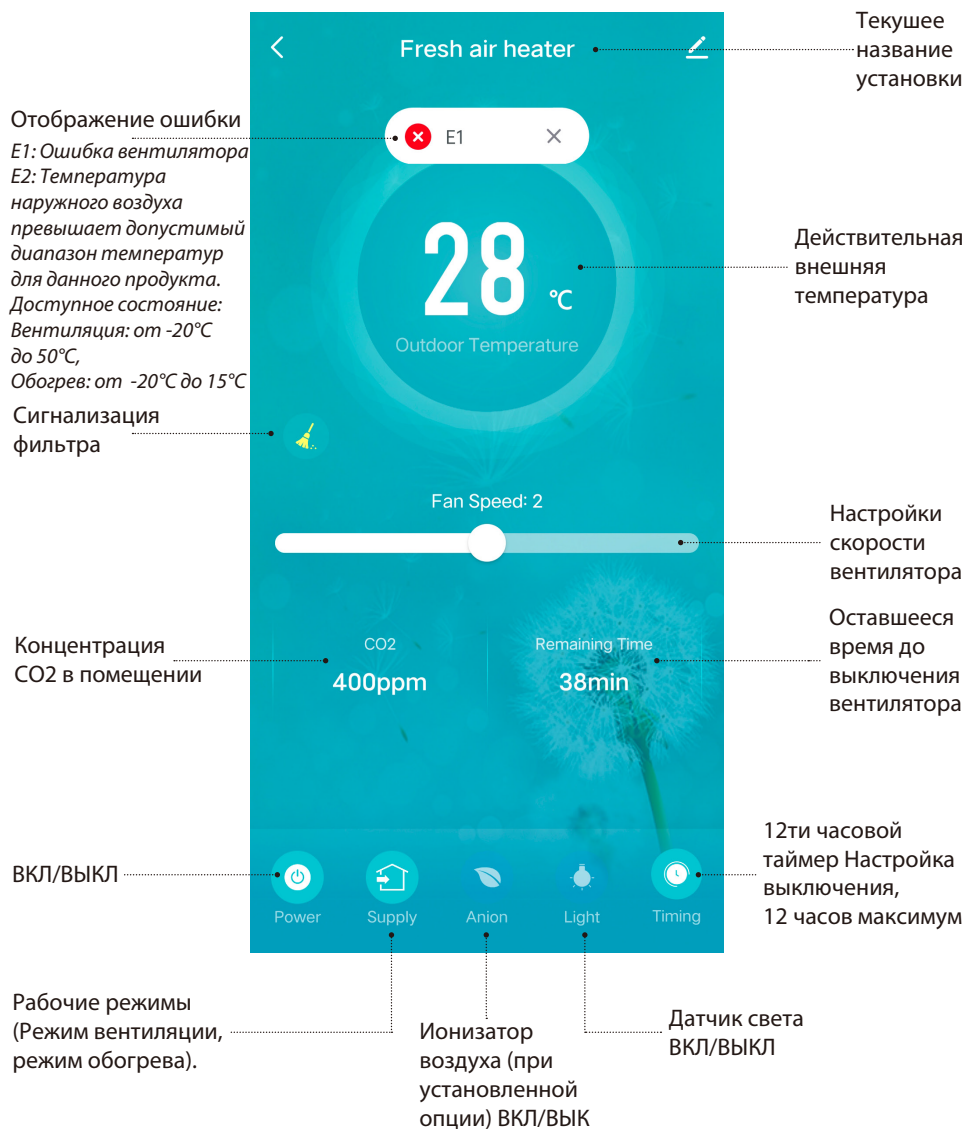 Текушее
название
установки
Fresh air heater
Отображение ошибки
E1: Ошибка вентилятора
E2: Температура
наружного воздуха
превышает допустимый
диапазон температур
для данного продукта.
Доступное состояние:
Вентиляция: от -20°C
до 50°C,
Обогрев: от -20°C до 15°C
E1
28 °C
Outdoor Temperature
Действительная
внешняя
температура
Сигнализация
фильтра
Fan Speed: 2
Настройки
скорости
вентилятора
Концентрация
СО2 в помещении
CO2
400ppm
Remaining Time
38min
Оставшееся
время до
выключения
вентилятора
ВКЛ/ВЫКЛ
Power
Supply
Anion
Light
Timing
12ти часовой
таймер Настройка
выключения,
12 часов максимум
Рабочие режимы
(Режим вентиляции,
режим обогрева).
Ионизатор
воздуха (при
установленной
опции) ВКЛ/ВЫК
Датчик света
ВКЛ/ВЫКЛ